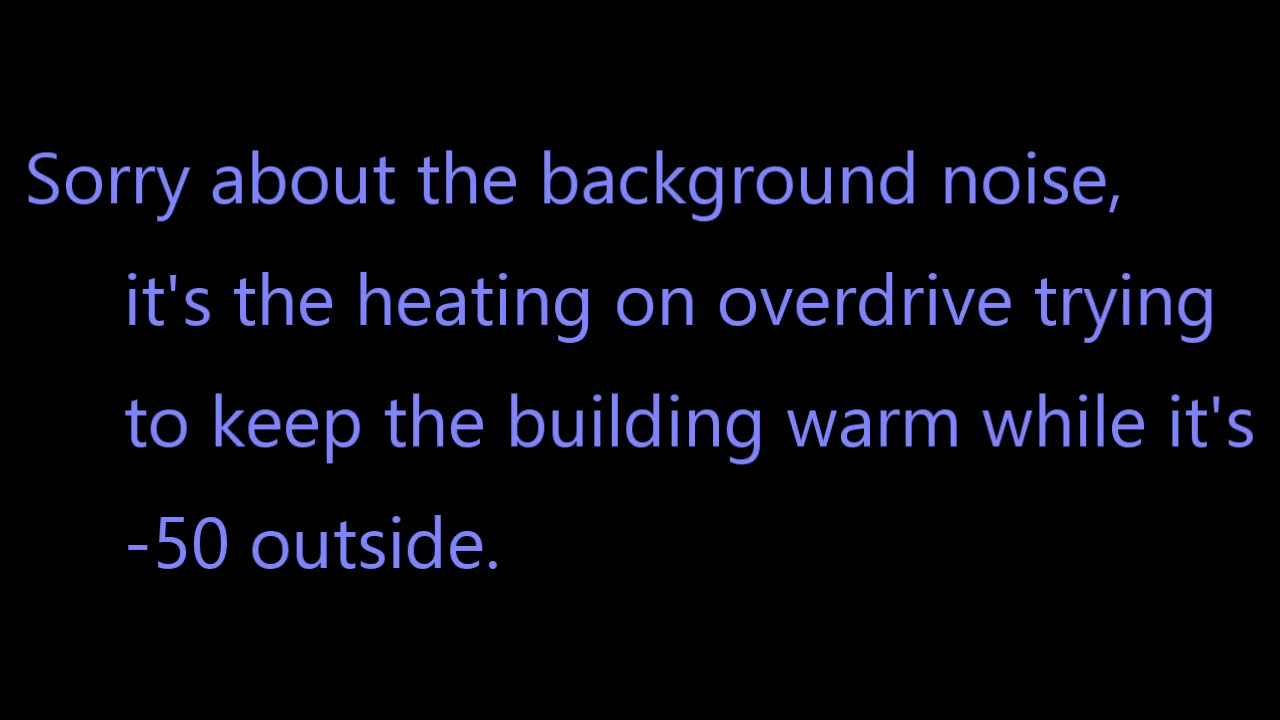 Sorry about the background noise,
it's the heating on overdrive trying
to keep the building warm while it's
-50 outside.